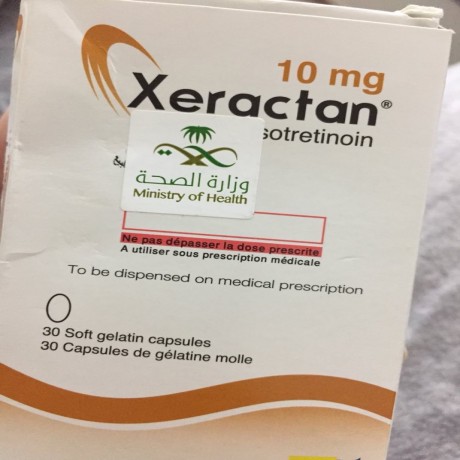 10 mg
Xeractan®
sotretinoin
وزارة الصحة
Ministry of Health
Ne pas dépasser la dose prescrite
A utiliser sous prescription médicale
To be dispensed on medical prescription
30 Soft gelatin capsules
30 Capsules de gélatine molle